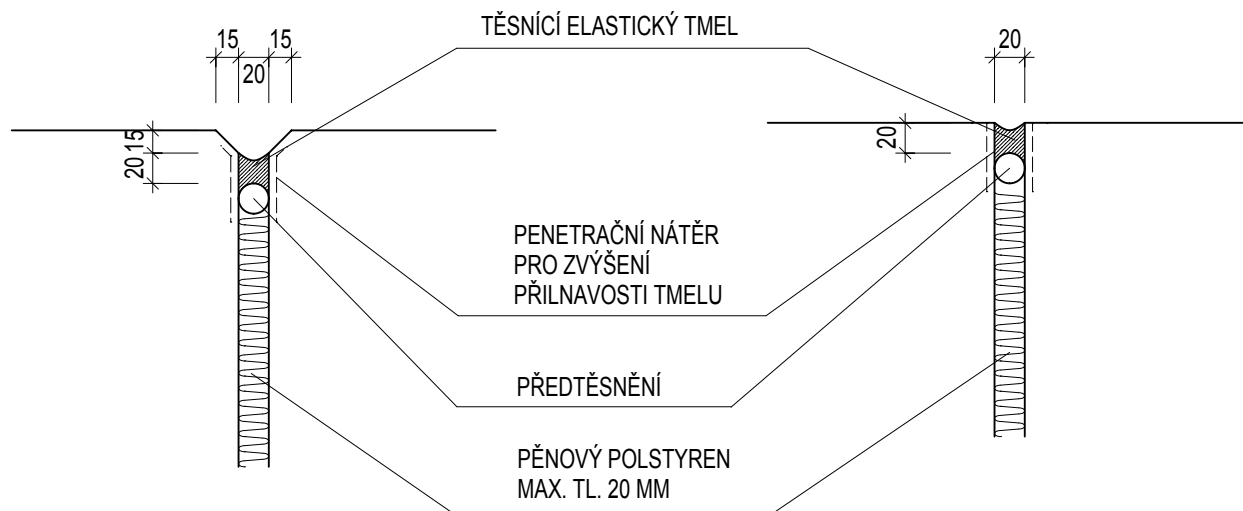 TĚSNÍCÍ ELASTICKÝ TMEL
15
15
20
20
15
20
20
PENETRAČNÍ NÁTĚR
PRO ZVÝŠENÍ
PŘILNAVOSTI TMELU
PŘEDTĚSNĚNÍ
PĚNOVÝ POLSTYREN
MAX. TL. 20 MM